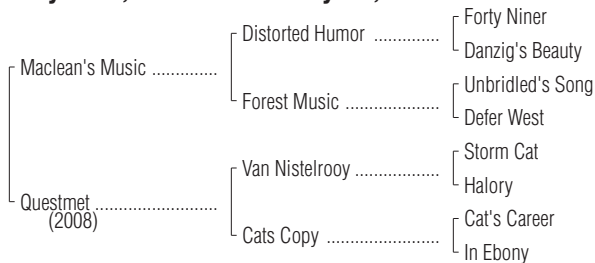 Forty Niner
Distorted Humor ..............
Danzig's Beauty
Maclean's Music ..............
Unbridled's Song
Forest Music ....................
Defer West
Storm Cat
Van Nistelrooy ..................
Halory
Questmet ..........................
(2008)
Cat's Career
Cats Copy ........................
In Ebony